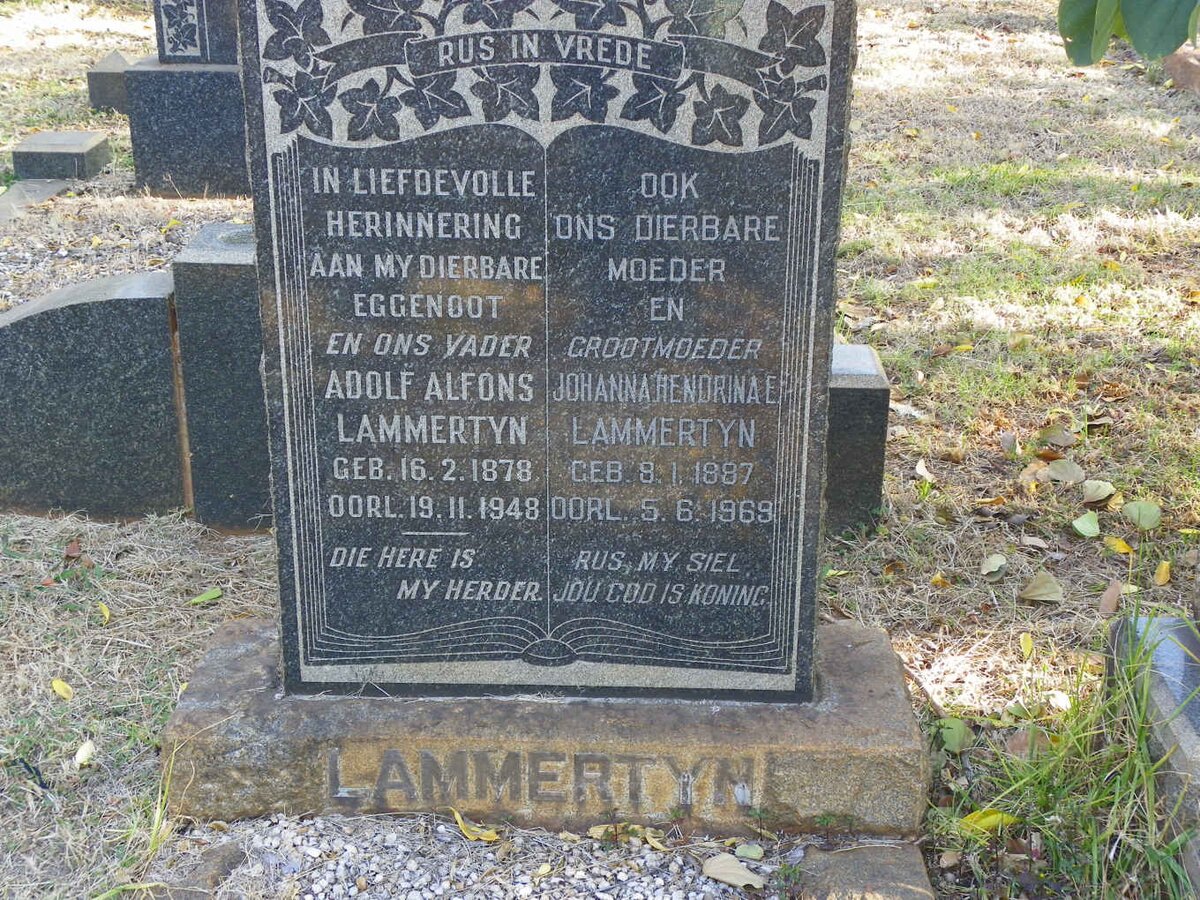 RUS IN VREDE
IN LIEFDEVOLLE
HERINNERING
AAN MY DIERBARE
EGGENOOT
EN ONS VADER
ADOLF ALFONS
LAMMERTYN
GEB. 16. 2. 1878
OORL. 19. 11. 1948
DIE HERE IS
MY HERDER.
OOK
ONS DIERBARE
MOEDER
EN
GROOTMOEDER
JOHANNA HENDRINA E.
LAMMERTYN
GEB. 8. 1. 1887
OORL. 5. 6. 1969
RUS, MY SIEL,
JOU GOD IS KONING.
LAMMERTYN